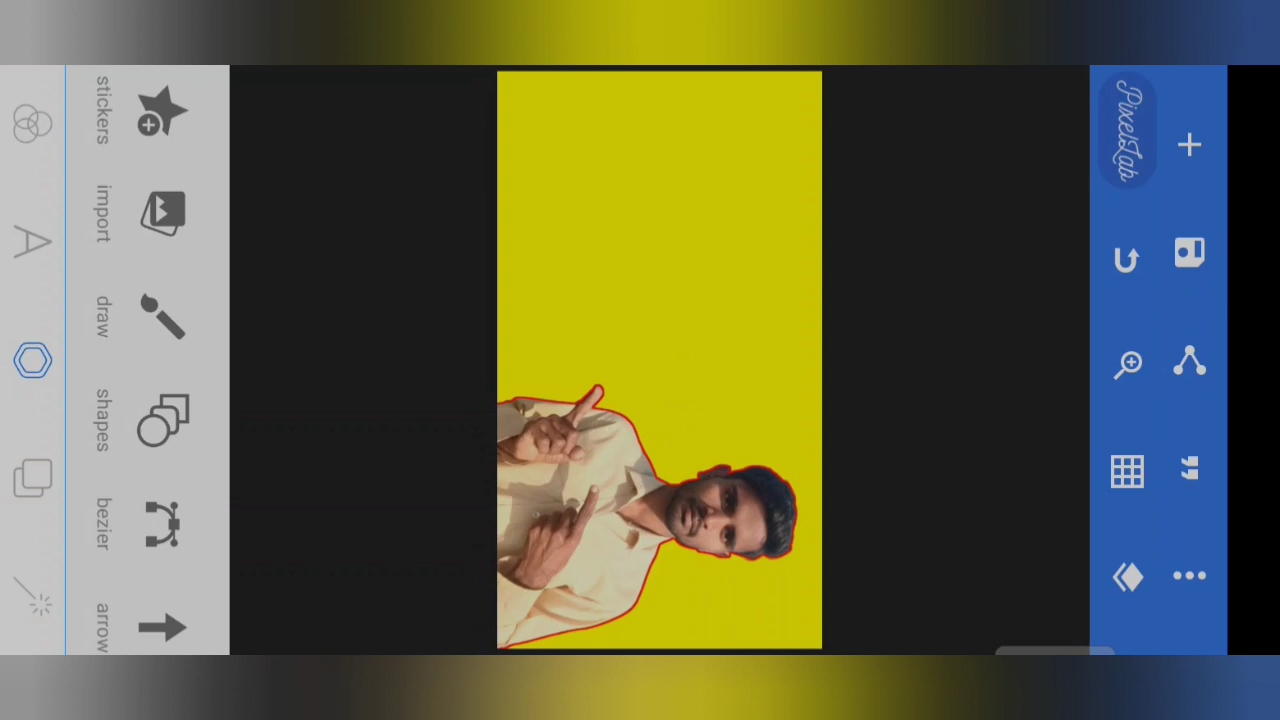 PixelLab
stickers
import
draw
shapes
bezier
arrow